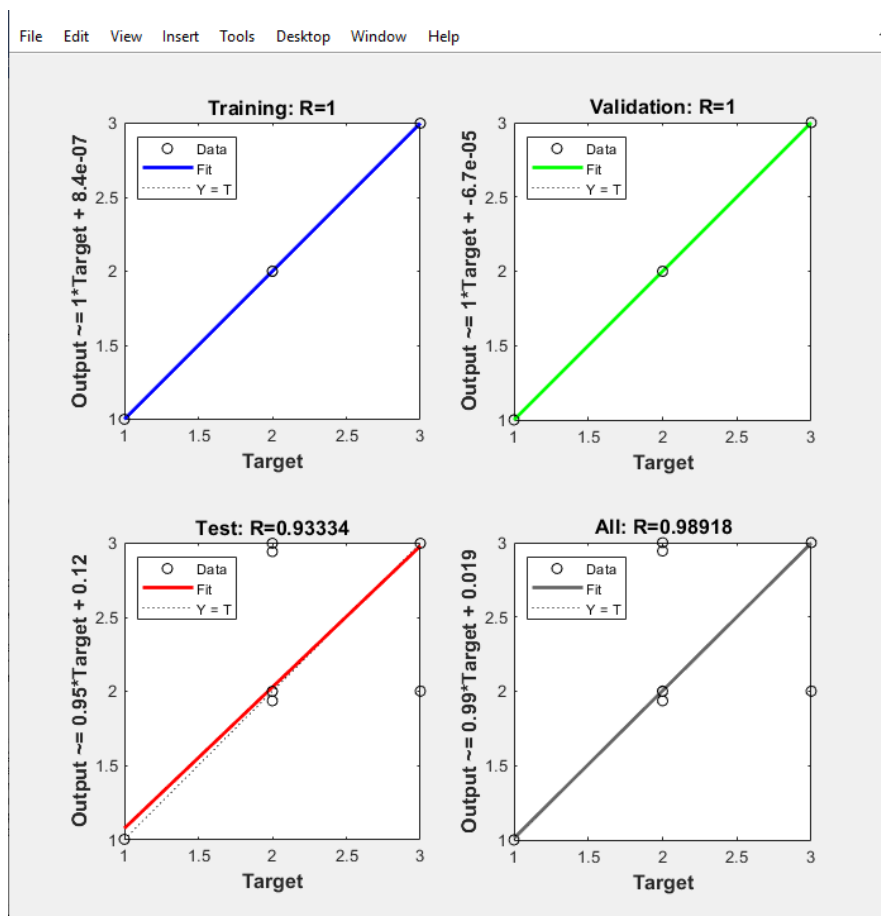 File Edit View Insert Tools Desktop Window Help
Training: R=1
Output ~= 1*Target + 8.4e-07
Data
Fit
Y = T
3
2.5
2
1.5
1
1 1.5 2 2.5 3
Target
Validation: R=1
Output ~= 1*Target + -6.7e-05
Data
Fit
Y = T
3
2.5
2
1.5
1
1 1.5 2 2.5 3
Target
Test: R=0.93334
Output ~= 0.95*Target + 0.12
Data
Fit
Y = T
3
2.5
2
1.5
1
1 1.5 2 2.5 3
Target
All: R=0.98918
Output ~= 0.99*Target + 0.019
Data
Fit
Y = T
3
2.5
2
1.5
1
1 1.5 2 2.5 3
Target